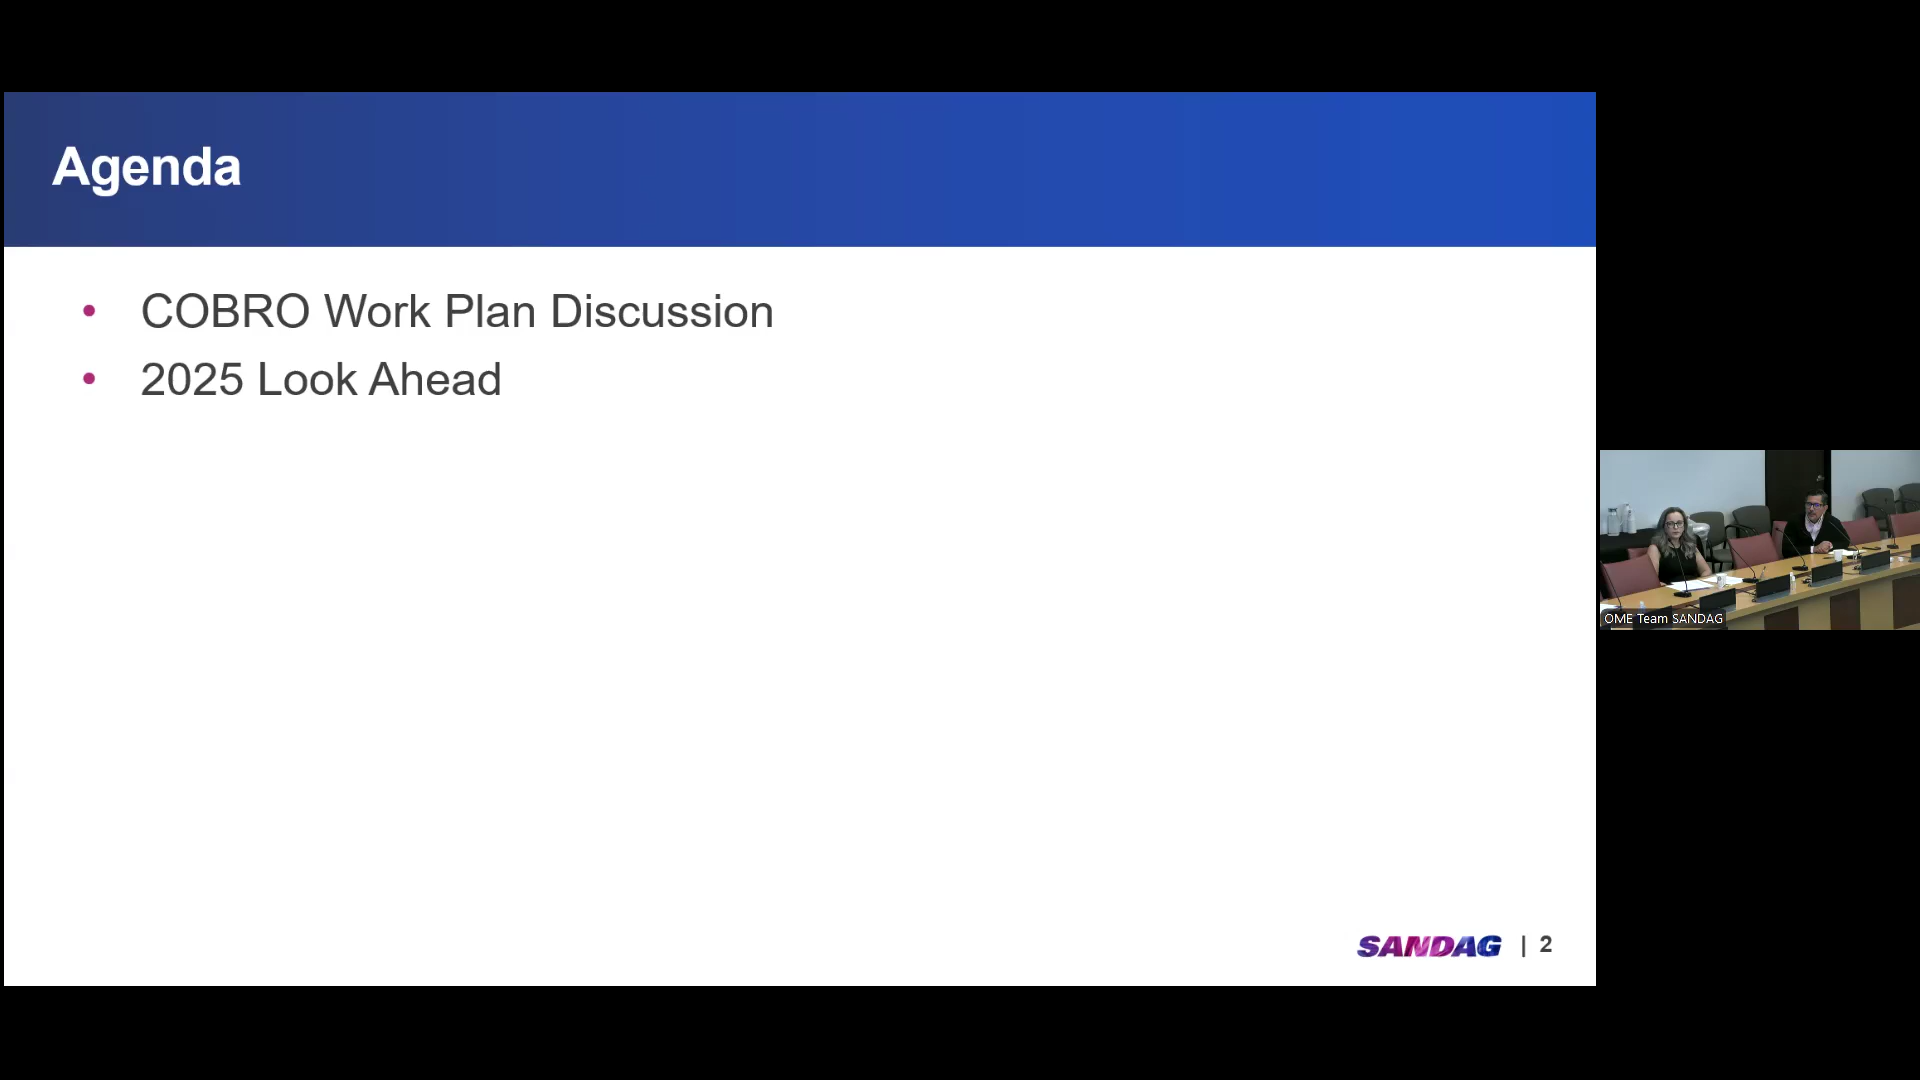 Agenda
• COBRO Work Plan Discussion
• 2025 Look Ahead
SANDAG | 2
OME Team SANDAG